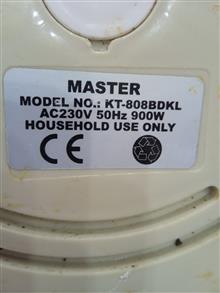 MASTER
MODEL NO.: KT-808BDKL
AC230V 50Hz 900W
HOUSEHOLD USE ONLY
CE